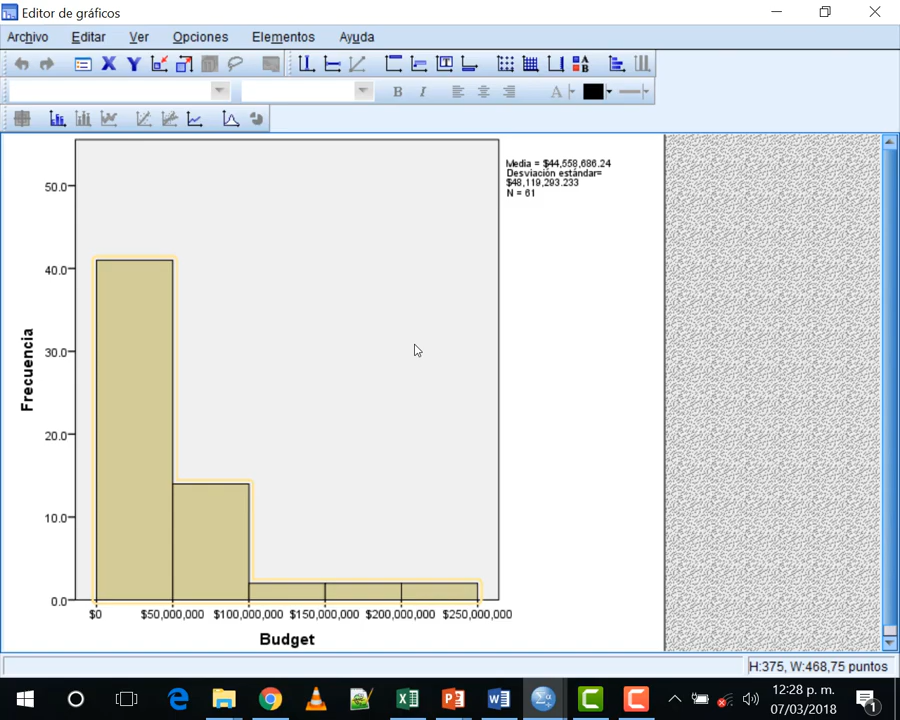 Editor de gráficos
Archivo Editar Ver Opciones Elementos Ayuda
X Y
B I A
Media = $44,558,686.24
Desviación estándar=
$48,119,293.233
N = 61
50.0
40.0
30.0
20.0
10.0
0.0
Frecuencia
$0 $50,000,000 $100,000,000 $150,000,000 $200,000,000 $250,000,000
Budget
H:375, W:468,75 puntos
12:28 p. m.
07/03/2018
1